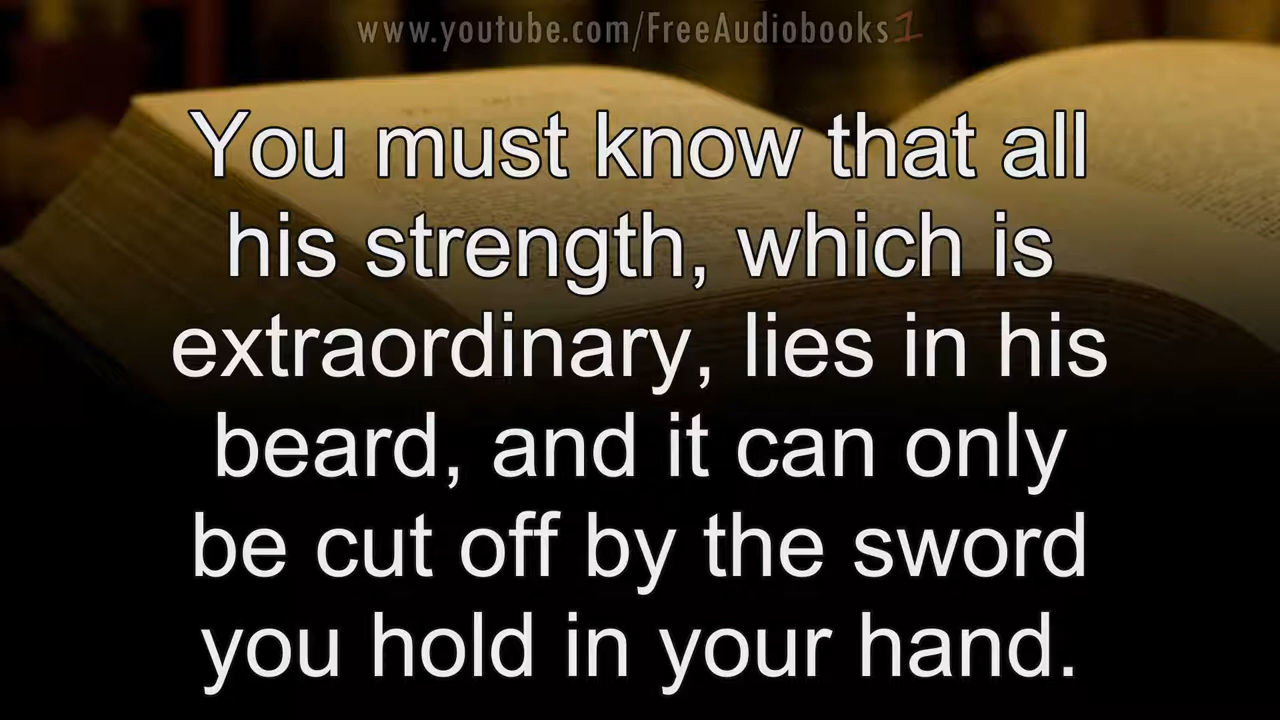 www.youtube.com/FreeAudiobooks1
You must know that all
his strength, which is
extraordinary, lies in his
beard, and it can only
be cut off by the sword
you hold in your hand.